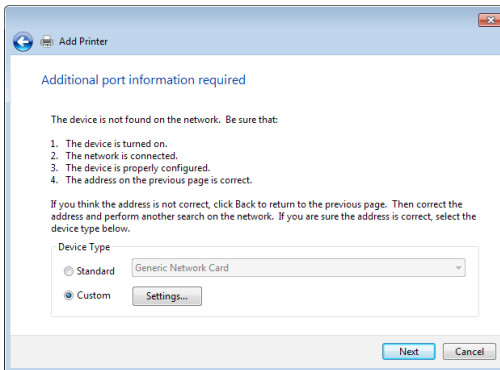 Add Printer
Additional port information required
The device is not found on the network. Be sure that:
1. The device is turned on.
2. The network is connected.
3. The device is properly configured.
4. The address on the previous page is correct.
If you think the address is not correct, click Back to return to the previous page. Then correct the
address and perform another search on the network. If you are sure the address is correct, select the
device type below.
Device Type
Standard Generic Network Card
Custom Settings...
Next Cancel